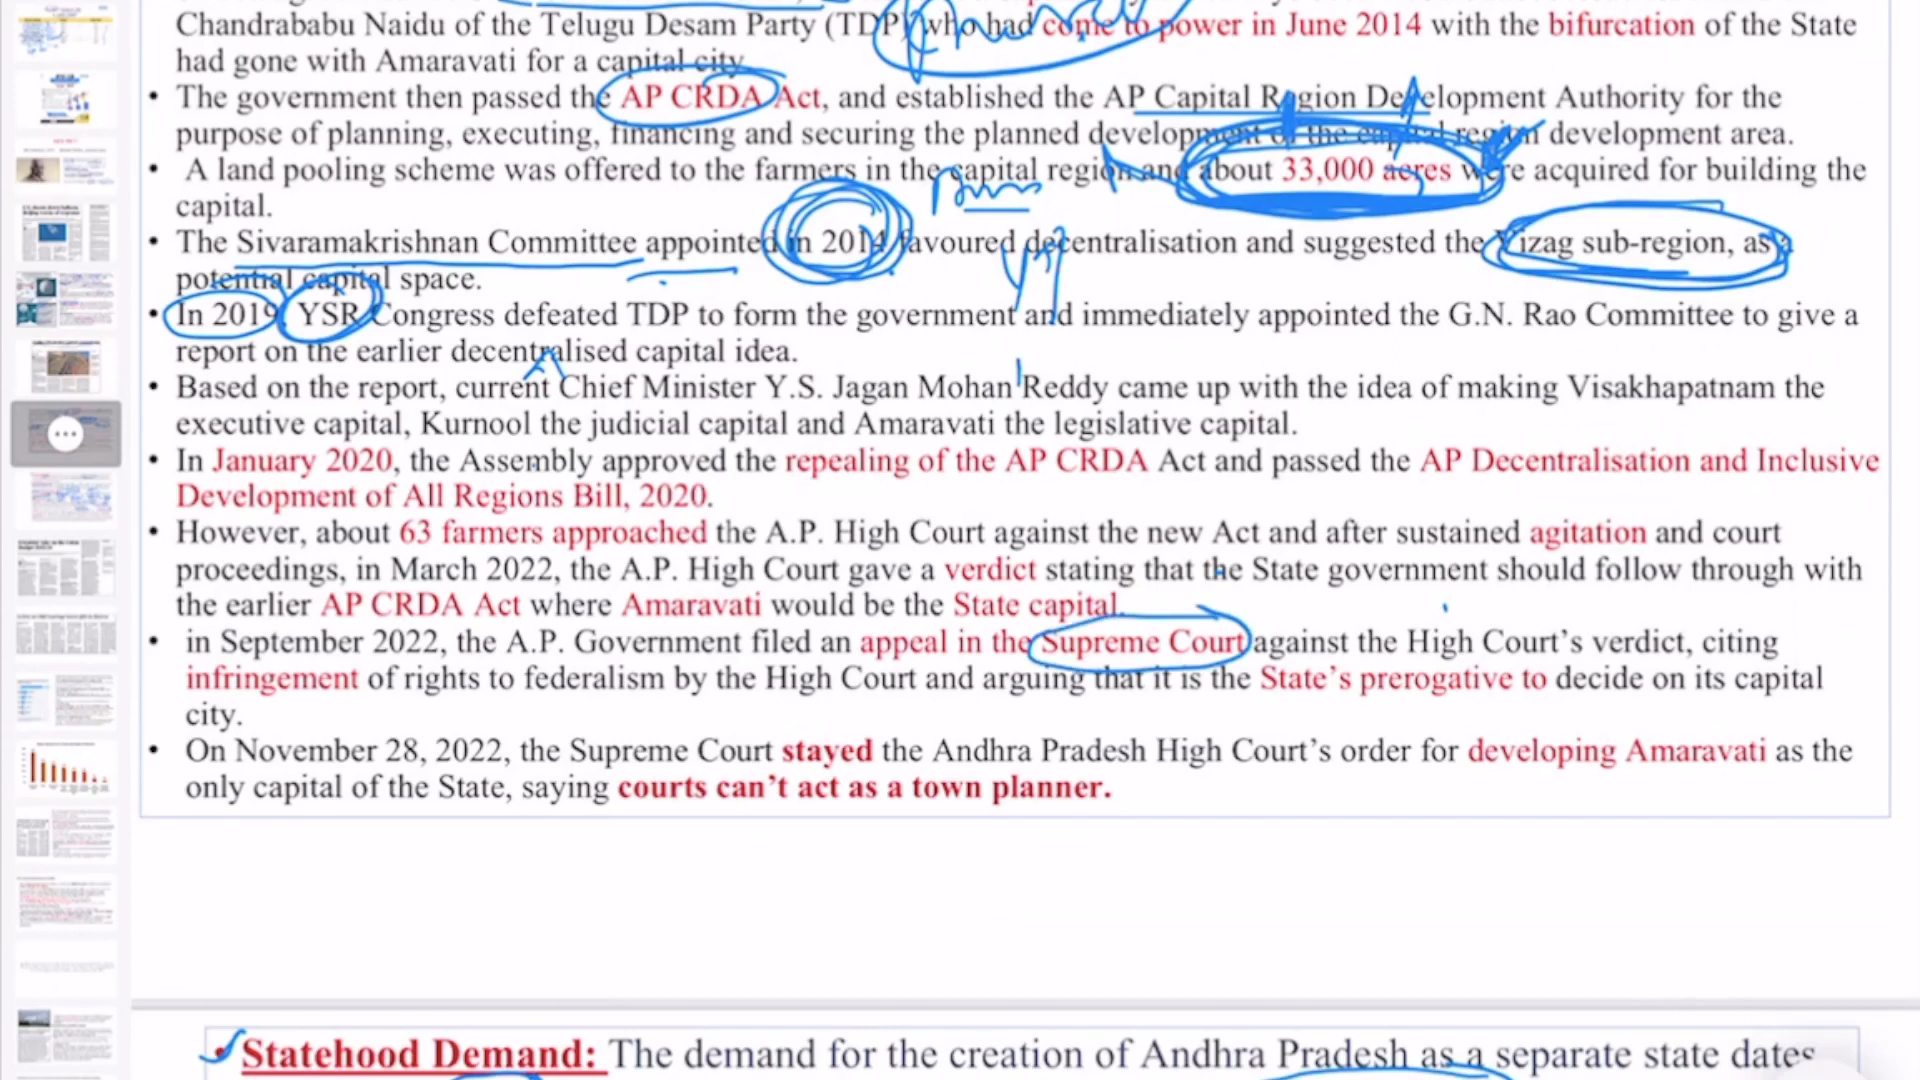 Chandrababu Naidu of the Telugu Desam Party (TDP) who had come to power in June 2014 with the bifurcation of the State
had gone with Amaravati for a capital city.
• The government then passed the AP CRDA Act, and established the AP Capital Region Development Authority for the
purpose of planning, executing, financing and securing the planned development of the capital region development area.
• A land pooling scheme was offered to the farmers in the capital region and about 33,000 acres were acquired for building the
capital.
• The Sivaramakrishnan Committee appointed in 2014 favoured decentralisation and suggested the Vizag sub-region, as a
potential capital space.
• In 2019, YSR Congress defeated TDP to form the government and immediately appointed the G.N. Rao Committee to give a
report on the earlier decentralised capital idea.
• Based on the report, current Chief Minister Y.S. Jagan Mohan Reddy came up with the idea of making Visakhapatnam the
executive capital, Kurnool the judicial capital and Amaravati the legislative capital.
• In January 2020, the Assembly approved the repealing of the AP CRDA Act and passed the AP Decentralisation and Inclusive
Development of All Regions Bill, 2020.
• However, about 63 farmers approached the A.P. High Court against the new Act and after sustained agitation and court
proceedings, in March 2022, the A.P. High Court gave a verdict stating that the State government should follow through with
the earlier AP CRDA Act where Amaravati would be the State capital.
• in September 2022, the A.P. Government filed an appeal in the Supreme Court against the High Court's verdict, citing
infringement of rights to federalism by the High Court and arguing that it is the State's prerogative to decide on its capital
city.
• On November 28, 2022, the Supreme Court stayed the Andhra Pradesh High Court's order for developing Amaravati as the
only capital of the State, saying courts can't act as a town planner.
• Statehood Demand: The demand for the creation of Andhra Pradesh as a separate state dates